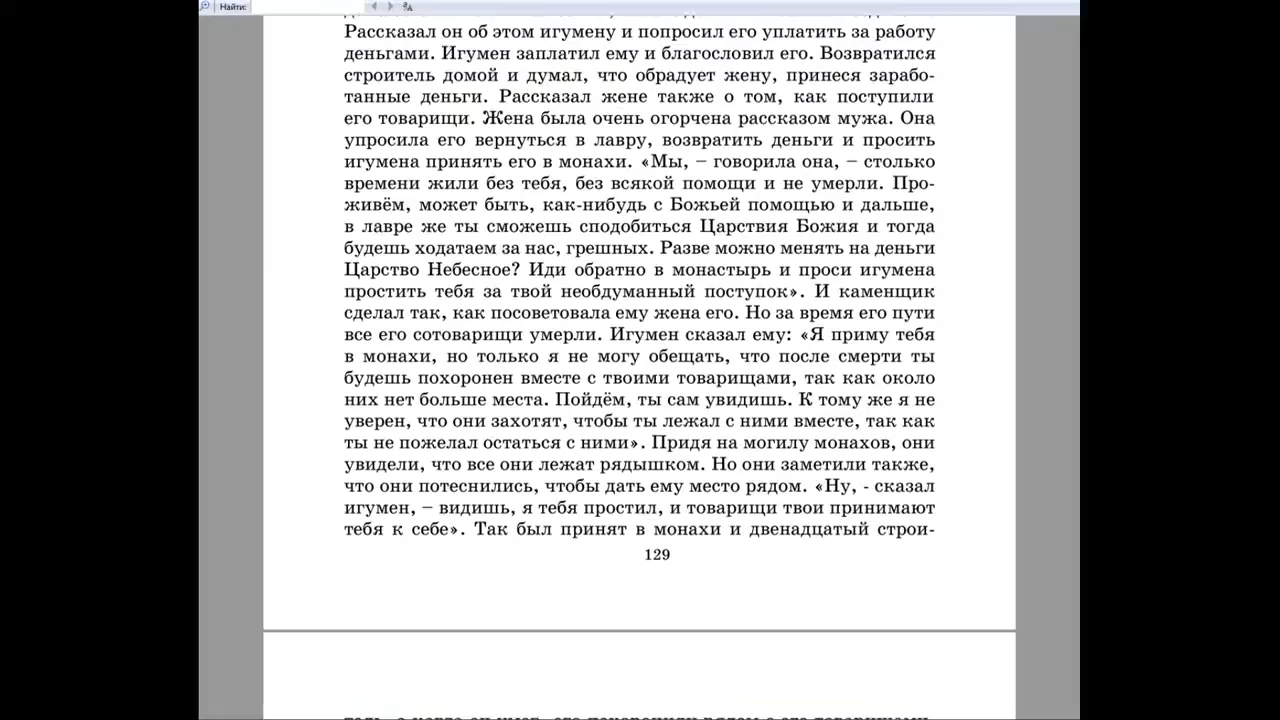 Найти:
Рассказал он об этом игумену и попросил его уплатить за работу
деньгами. Игумен заплатил ему и благословил его. Возвратился
строитель домой и думал, что обрадует жену, принеся зарабо-
танные деньги. Рассказал жене также о том, как поступили
его товарищи. Жена была очень огорчена рассказом мужа. Она
упросила его вернуться в лавру, возвратить деньги и просить
игумена принять его в монахи. «Мы, – говорила она, – столько
времени жили без тебя, без всякой помощи и не умерли. Про-
живём, может быть, как-нибудь с Божьей помощью и дальше,
в лавре же ты сможешь сподобиться Царствия Божия и тогда
будешь ходатаем за нас, грешных. Разве можно менять на деньги
Царство Небесное? Иди обратно в монастырь и проси игумена
простить тебя за твой необдуманный поступок». И каменщик
сделал так, как посоветовала ему жена его. Но за время его пути
все его сотоварищи умерли. Игумен сказал ему: «Я приму тебя
в монахи, но только я не могу обещать, что после смерти ты
будешь похоронен вместе с твоими товарищами, так как около
них нет больше места. Пойдём, ты сам увидишь. К тому же я не
уверен, что они захотят, чтобы ты лежал с ними вместе, так как
ты не пожелал остаться с ними». Придя на могилу монахов, они
увидели, что все они лежат рядышком. Но они заметили также,
что они потеснились, чтобы дать ему место рядом. «Ну, - сказал
игумен, – видишь, я тебя простил, и товарищи твои принимают
тебя к себе». Так был принят в монахи и двенадцатый строи-
129